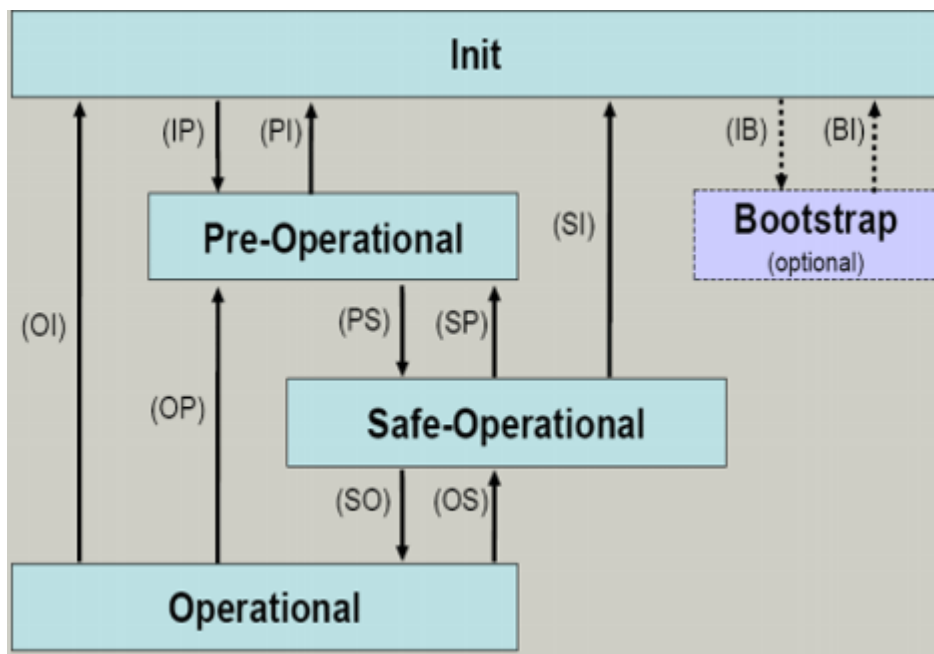 Init
(IP)
(PI)
(IB)
(BI)
(SI)
Pre-Operational
Bootstrap
(optional)
(OI)
(PS)
(SP)
(OP)
Safe-Operational
(SO)
(OS)
Operational